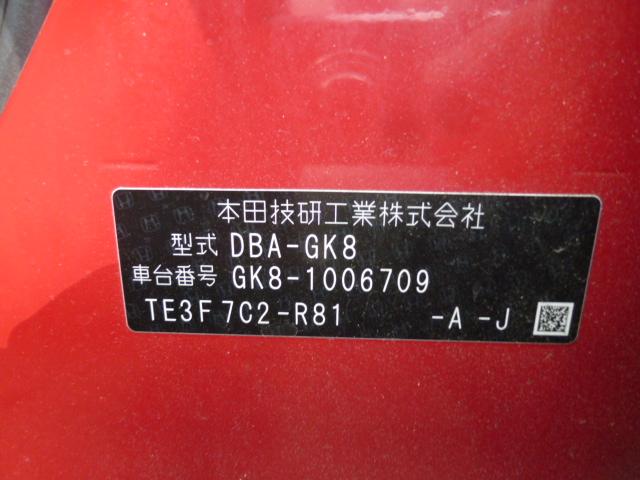 本田技研工業株式会社
型式 DBA-GK8
車台番号 GK8-1006709
TE3F7C2-R81 -A -J